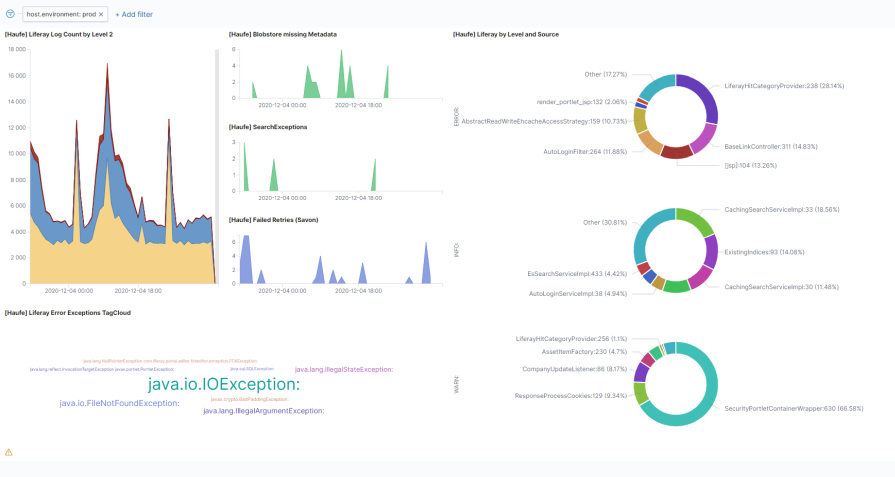 host.environment: prod ×
+ Add filter
[Haufe] Liferay Log Count by Level 2
18 000
16 000
14 000
12 000
10 000
8 000
6 000
4 000
2 000
0
2020-12-04 00:00
2020-12-04 18:00
[Haufe] Blobstore missing Metadata
6
4
2
0
2020-12-04 00:00
2020-12-04 18:00
[Haufe] SearchExceptions
3
2
1
0
2020-12-04 00:00
2020-12-04 18:00
[Haufe] Failed Retries (Savon)
6
4
2
0
2020-12-04 00:00
2020-12-04 18:00
[Haufe] Liferay by Level and Source
ERROR:
Other (17.27%)
render_portlet_jsp:132 (2.06%)
AbstractReadWriteEhcacheAccessStrategy:159 (10.73%)
AutoLoginFilter:264 (11.88%)
LiferayHitCategoryProvider:238 (28.14%)
BaseLinkController:311 (14.83%)
[jsp]:104 (13.26%)
INFO:
Other (30.81%)
EsSearchServiceImpl:433 (4.42%)
AutoLoginServiceImpl:38 (4.94%)
CachingSearchServiceImpl:33 (18.56%)
ExistingIndices:93 (14.08%)
CachingSearchServiceImpl:30 (11.48%)
WARN:
LiferayHitCategoryProvider:256 (1.1%)
AssetItemFactory:230 (4.7%)
CompanyUpdateListener:86 (8.17%)
ResponseProcessCookies:129 (9.34%)
SecurityPortletContainerWrapper:630 (66.58%)
[Haufe] Liferay Error Exceptions TagCloud
java.lang.reflect.InvocationTargetException javax.portlet.PortletException:
java.sql.SQLException:
java.lang.IllegalStateException:
java.io.IOException:
java.io.FileNotFoundException:
javax.crypto.BadPaddingException:
java.lang.IllegalArgumentException: